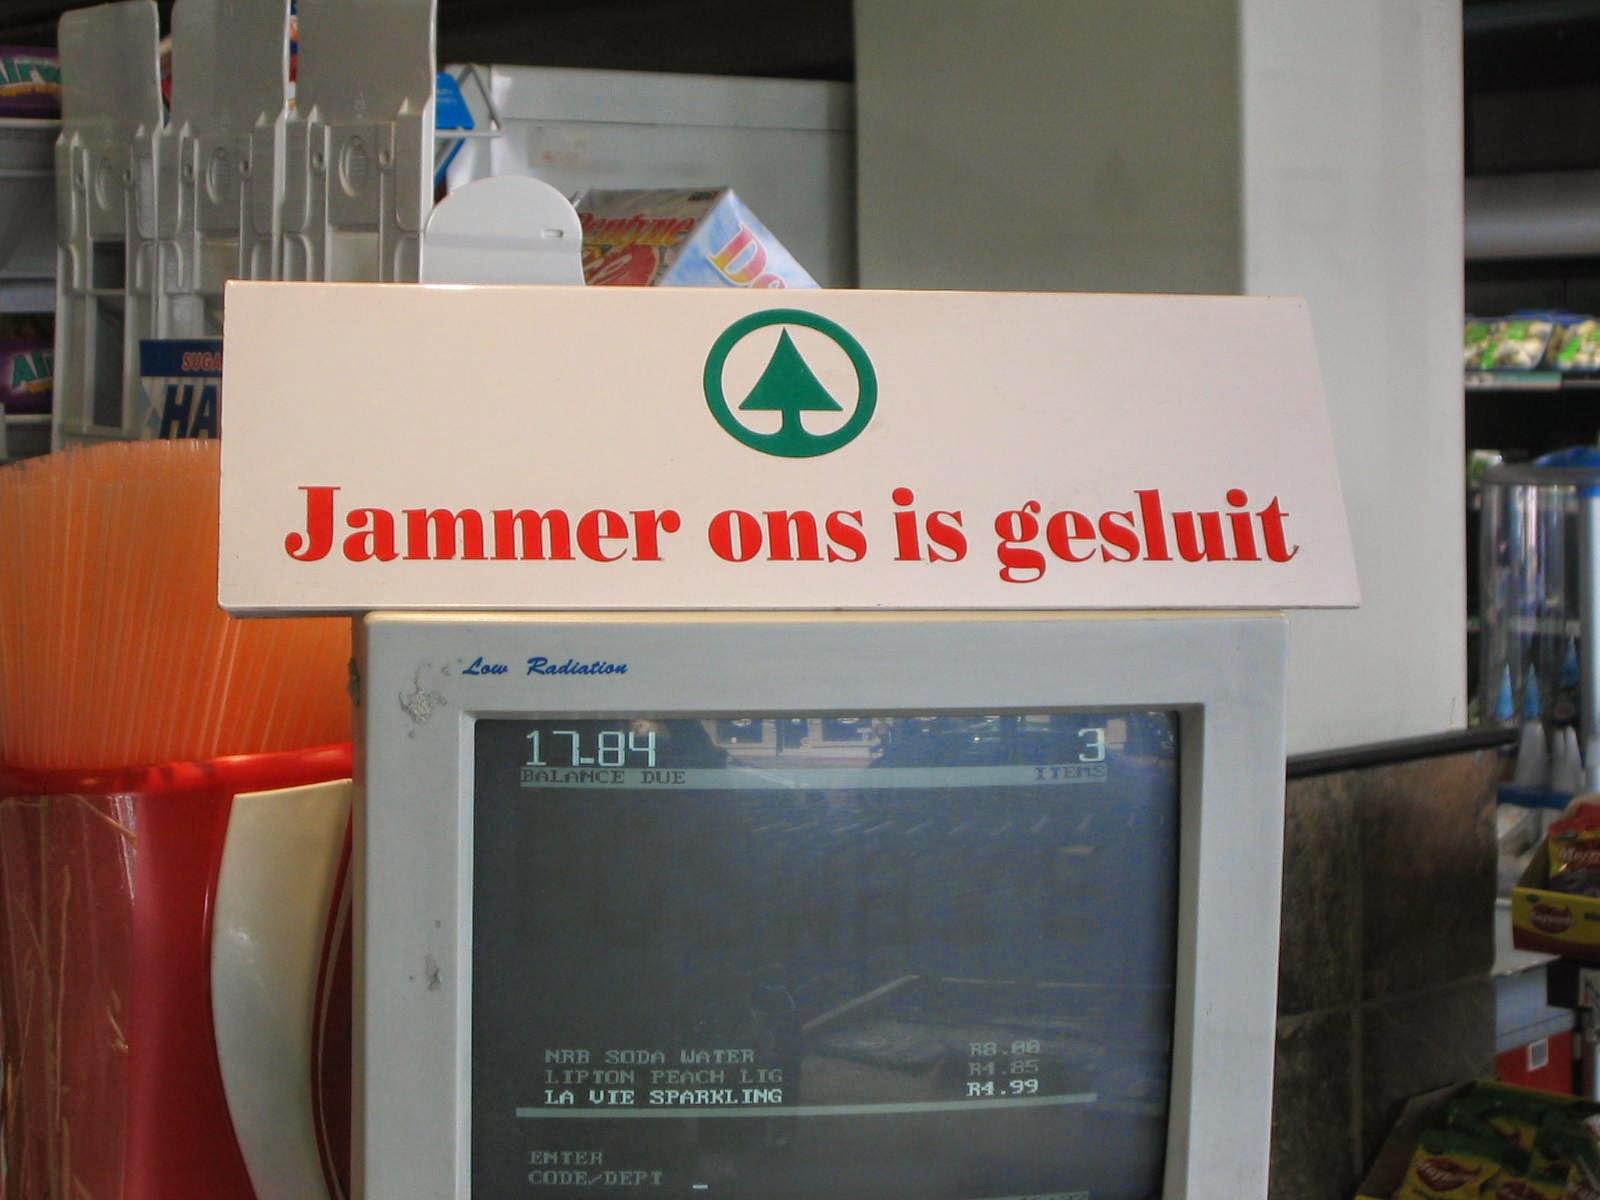 Jammer ons is gesluit
Low Radiation
17.84 3
BALANCE DUE ITEMS
NRB SODA WATER R8.00
LIPTON PEACH LIG R4.85
LA VIE SPARKLING R4.99
ENTER
CODE/DEPT _